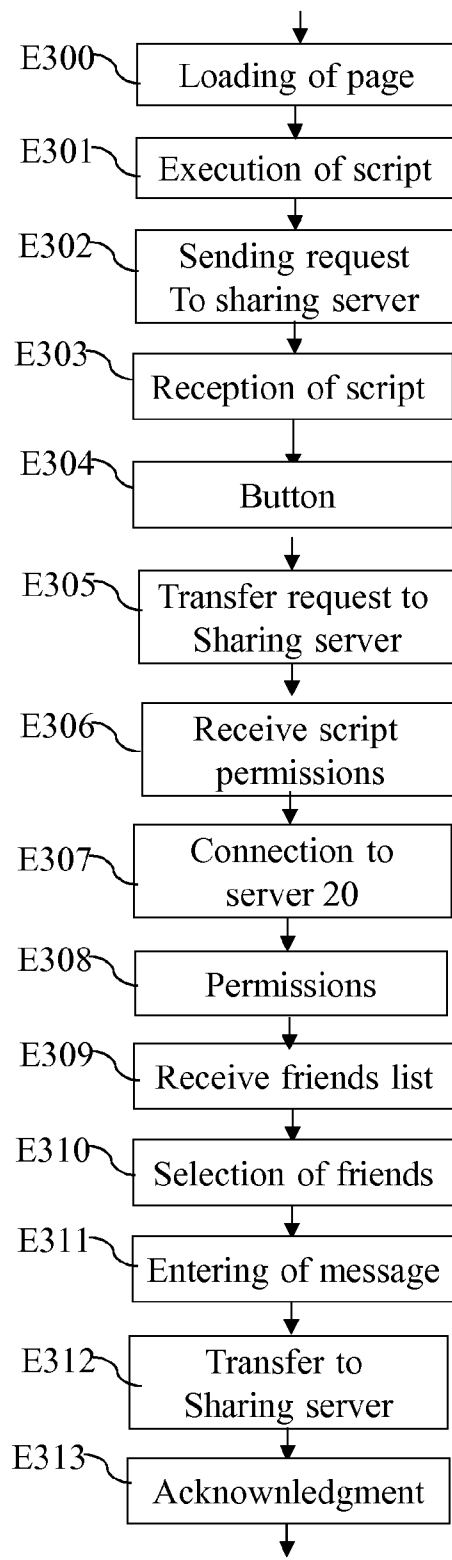 E300
Loading of page
E301
Execution of script
E302
Sending request
To sharing server
E303
Reception of script
E304
Button
E305
Transfer request to
Sharing server
E306
Receive script
permissions
E307
Connection to
server 20
E308
Permissions
E309
Receive friends list
E310
Selection of friends
E311
Entering of message
E312
Transfer to
Sharing server
E313
Acknownledgment